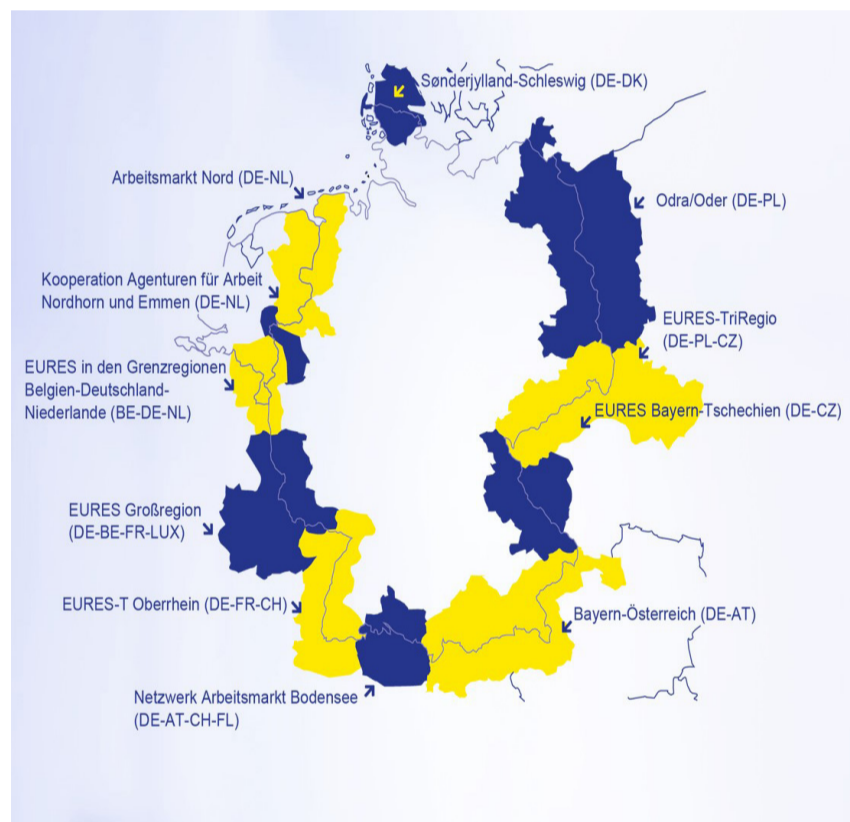 Sønderjylland-Schleswig (DE-DK)
Arbeitsmarkt Nord (DE-NL)
Odra/Oder (DE-PL)
Kooperation Agenturen für Arbeit
Nordhorn und Emmen (DE-NL)
EURES-TriRegio
(DE-PL-CZ)
EURES in den Grenzregionen
Belgien-Deutschland-
Niederlande (BE-DE-NL)
EURES Bayern-Tschechien (DE-CZ)
EURES Großregion
(DE-BE-FR-LUX)
EURES-T Oberrhein (DE-FR-CH)
Bayern-Österreich (DE-AT)
Netzwerk Arbeitsmarkt Bodensee
(DE-AT-CH-FL)